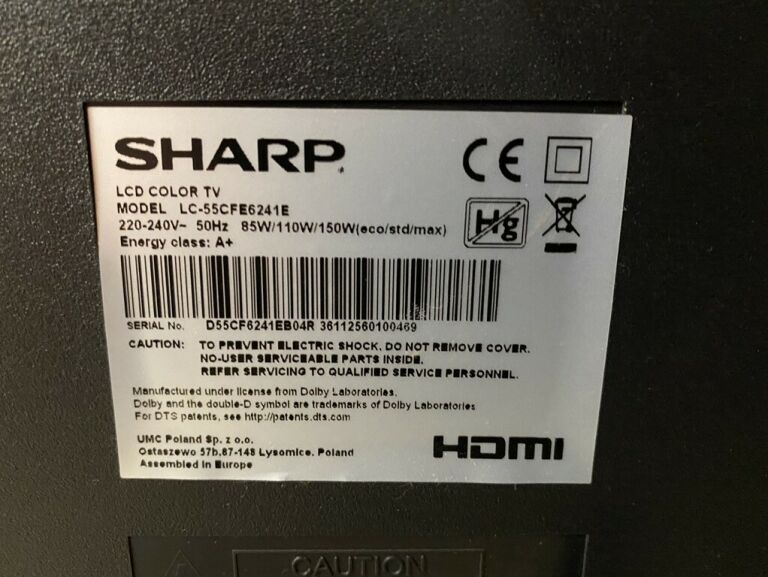 SHARP
CE
LCD COLOR TV
MODEL LC-55CFE6241E
220-240V~ 50Hz 85W/110W/150W(eco/std/max)
Energy class: A+
Hg
SERIAL No. D55CF6241EB04R 36112560100469
CAUTION: TO PREVENT ELECTRIC SHOCK, DO NOT REMOVE COVER.
NO-USER SERVICEABLE PARTS INSIDE.
REFER SERVICING TO QUALIFIED SERVICE PERSONNEL.
Manufactured under license from Dolby Laboratories.
Dolby and the double-D symbol are trademarks of Dolby Laboratories
For DTS patents, see http://patents.dts.com
UMC Poland Sp. z o.o.
Ostaszewo 57b,87-148 Lysomice, Poland
Assembled in Europe
HDMI
CAUTION